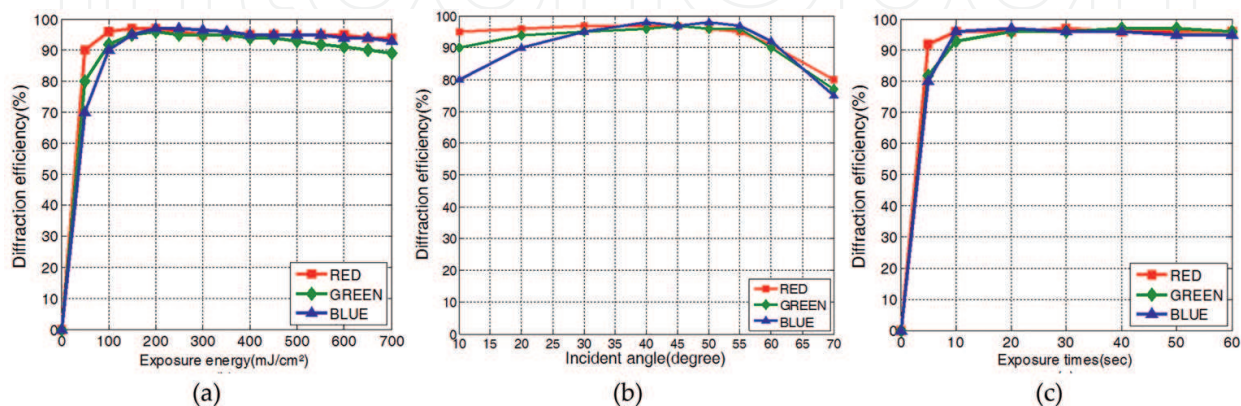 Diffraction efficiency(%)
100
90
80
70
60
50
40
30
20
10
0
0 100 200 300 400 500 600 700
Exposure energy(mJ/cm²)
RED
GREEN
BLUE
(a)
Diffraction efficiency(%)
100
90
80
70
60
50
40
30
20
10
0
10 15 20 25 30 35 40 45 50 55 60 65 70
Incident angle(degree)
RED
GREEN
BLUE
(b)
Diffraction efficiency(%)
100
90
80
70
60
50
40
30
20
10
0
0 10 20 30 40 50 60
Exposure times(sec)
RED
GREEN
BLUE
(c)